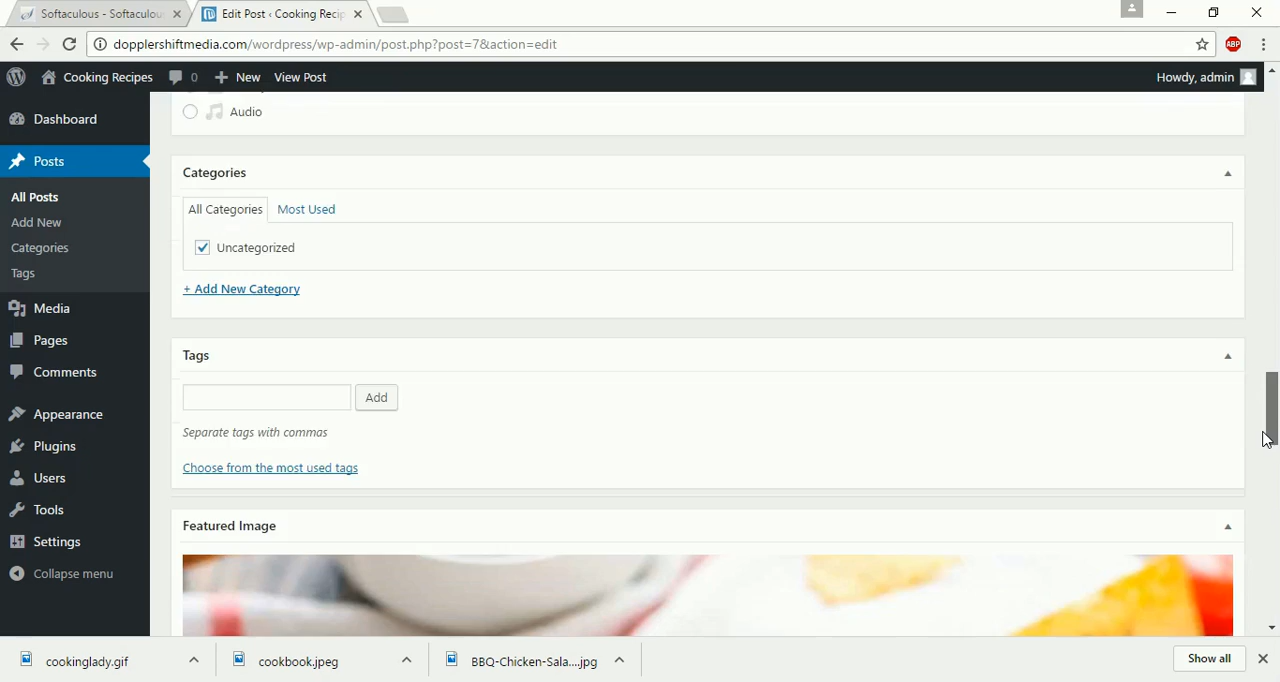 Softaculous - Softaculou
Edit Post ‹ Cooking Recip
dopplershiftmedia.com/wordpress/wp-admin/post.php?post=7&action=edit
ABP
Cooking Recipes
0
New
View Post
Howdy, admin
Dashboard
Posts
All Posts
Add New
Categories
Tags
Media
Pages
Comments
Appearance
Plugins
Users
Tools
Settings
Collapse menu
Audio
Categories
All Categories
Most Used
Uncategorized
+ Add New Category
Tags
Add
Separate tags with commas
Choose from the most used tags
Featured Image
cookinglady.gif
cookbook.jpeg
BBQ-Chicken-Sala....jpg
Show all